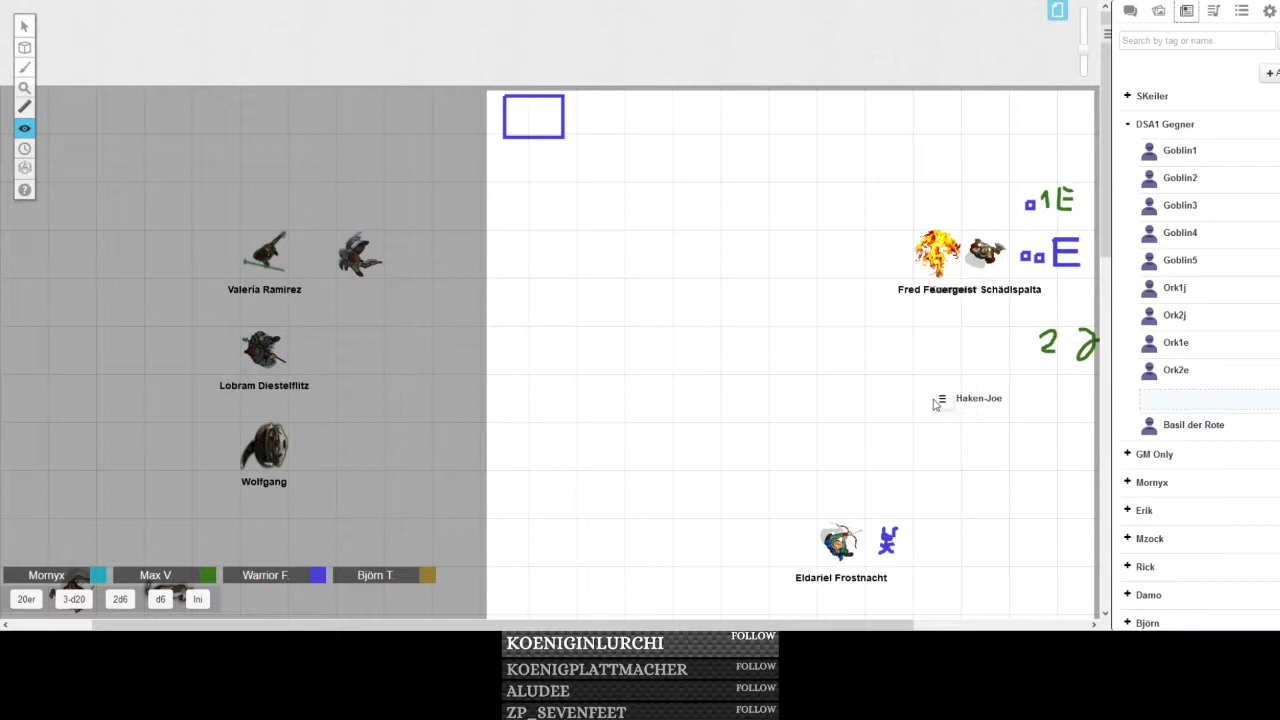 Search by tag or name.
+ A
SKeiler
DSA1 Gegner
Goblin1
Goblin2
Goblin3
Goblin4
Goblin5
Ork1j
Ork2j
Ork1e
Ork2e
Basil der Rote
GM Only
Mornyx
Erik
Mzock
Rick
Damo
Björn
1E
E
Valeria Ramirez
Schädlspalta
2
Lobram Diestelflitz
Haken-Joe
Wolfgang
Eldariel Frostnacht
Mornyx
Max V
Warrior F.
Björn T.
20er
3-d20
2d6
d6
Ini
KOENIGINLURCHI FOLLOW
KOENIGPLATTMACHER FOLLOW
ALUDEE FOLLOW
ZP_SEVENFEET FOLLOW